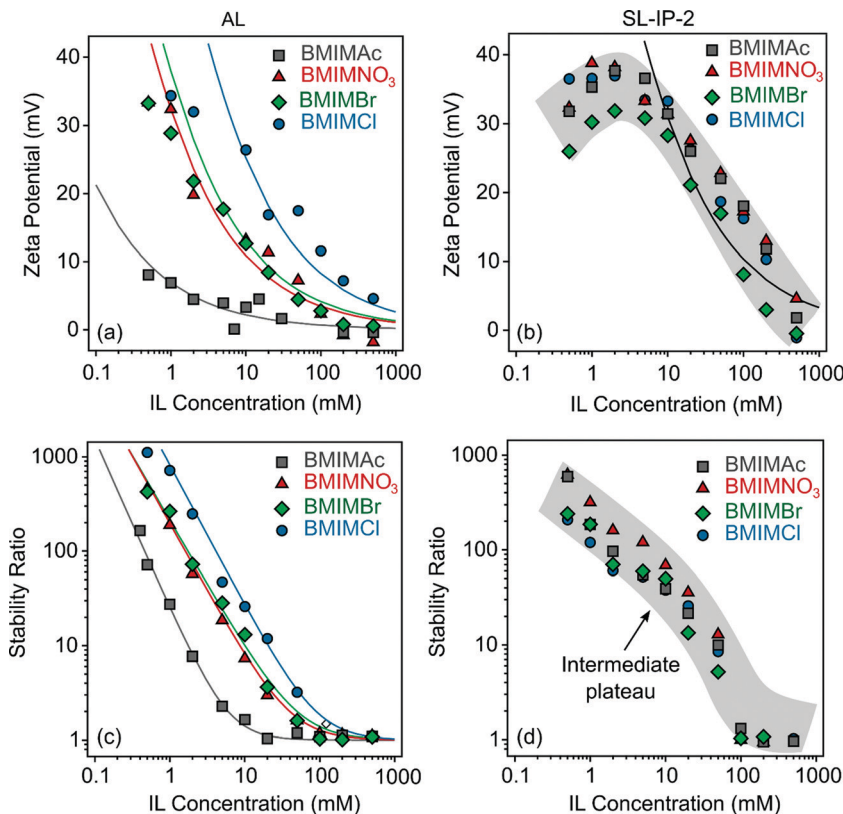 AL
Zeta Potential (mV)
40
30
20
10
0
BMIMAc
BMIMNO₃
BMIMBr
BMIMCl
(a)
0.1 1 10 100 1000
IL Concentration (mM)
SL-IP-2
Zeta Potential (mV)
40
30
20
10
0
BMIMAc
BMIMNO₃
BMIMBr
BMIMCl
(b)
0.1 1 10 100 1000
IL Concentration (mM)
Stability Ratio
1000
100
10
1
BMIMAc
BMIMNO₃
BMIMBr
BMIMCl
(c)
0.1 1 10 100 1000
IL Concentration (mM)
Stability Ratio
1000
100
10
1
BMIMAc
BMIMNO₃
BMIMBr
BMIMCl
Intermediate
plateau
(d)
0.1 1 10 100 1000
IL Concentration (mM)